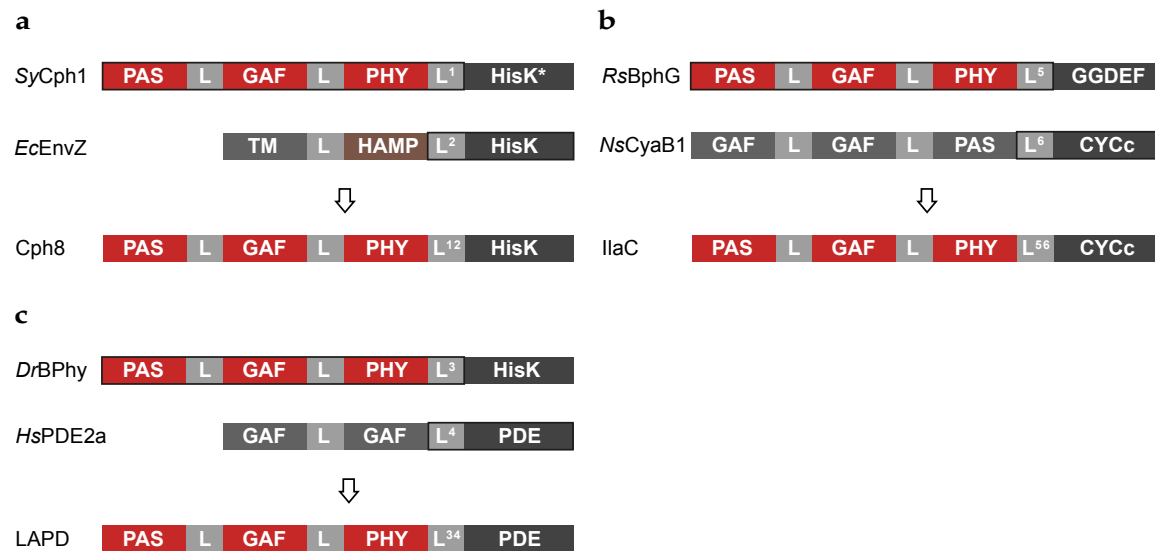 a
SyCph1 PAS L GAF L PHY L¹ HisK*
EcEnvZ TM L HAMP L² HisK
Cph8 PAS L GAF L PHY L¹² HisK
b
RsBphG PAS L GAF L PHY L⁵ GGDEF
NsCyaB1 GAF L GAF L PAS L⁶ CYCc
IlaC PAS L GAF L PHY L⁵⁶ CYCc
c
DrBPhy PAS L GAF L PHY L³ HisK
HsPDE2a GAF L GAF L⁴ PDE
LAPD PAS L GAF L PHY L³⁴ PDE